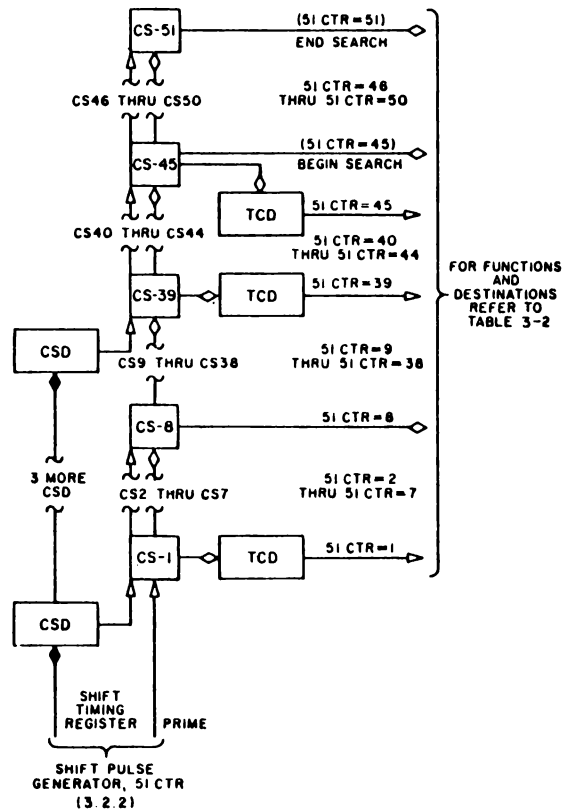 CS-51
(51 CTR=51)
END SEARCH
CS46 THRU CS50
51 CTR=46
THRU 51 CTR=50
CS-45
(51 CTR=45)
BEGIN SEARCH
TCD
51 CTR=45
CS40 THRU CS44
51 CTR=40
THRU 51 CTR=44
CS-39
TCD
51 CTR=39
FOR FUNCTIONS
AND
DESTINATIONS
REFER TO
TABLE 3-2
CSD
CS9 THRU CS38
51 CTR=9
THRU 51 CTR=38
CS-8
51 CTR=8
3 MORE
CSD
CS2 THRU CS7
51 CTR=2
THRU 51 CTR=7
CS-1
TCD
51 CTR=1
CSD
SHIFT
TIMING
REGISTER
PRIME
SHIFT PULSE
GENERATOR, 51 CTR
(3.2.2)